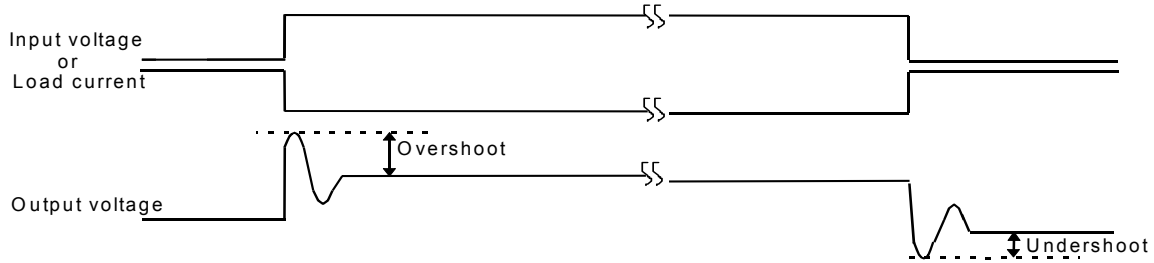 Input voltage
or
Load current
Overshoot
Output voltage
Undershoot